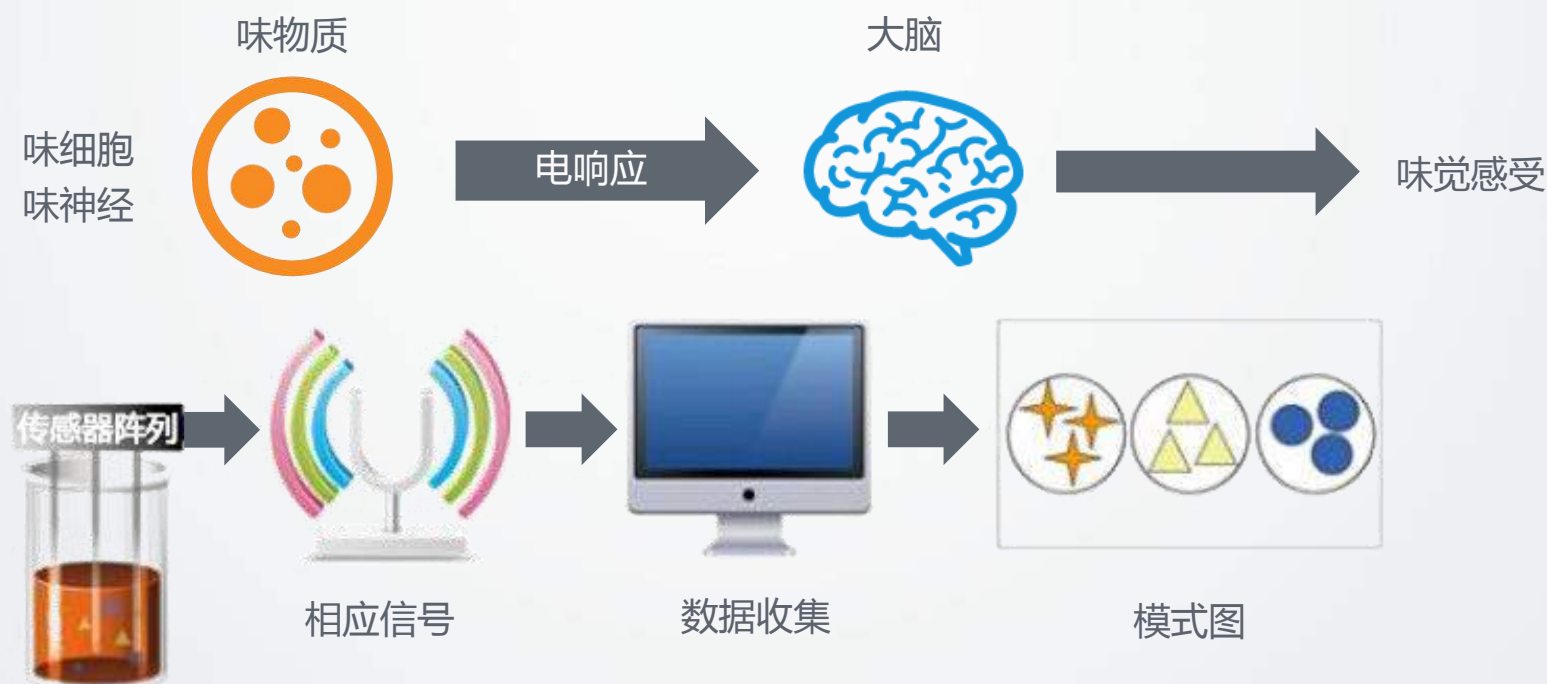 味物质
大脑
味细胞
味神经
电响应
味觉感受
传感器阵列
相应信号
数据收集
模式图